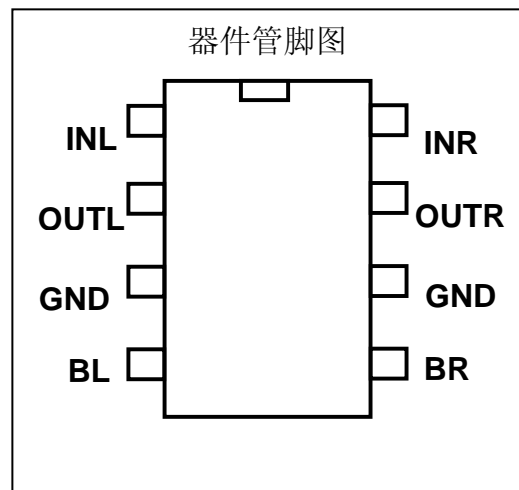 器件管脚图
INL
INR
OUTL
OUTR
GND
GND
BL
BR